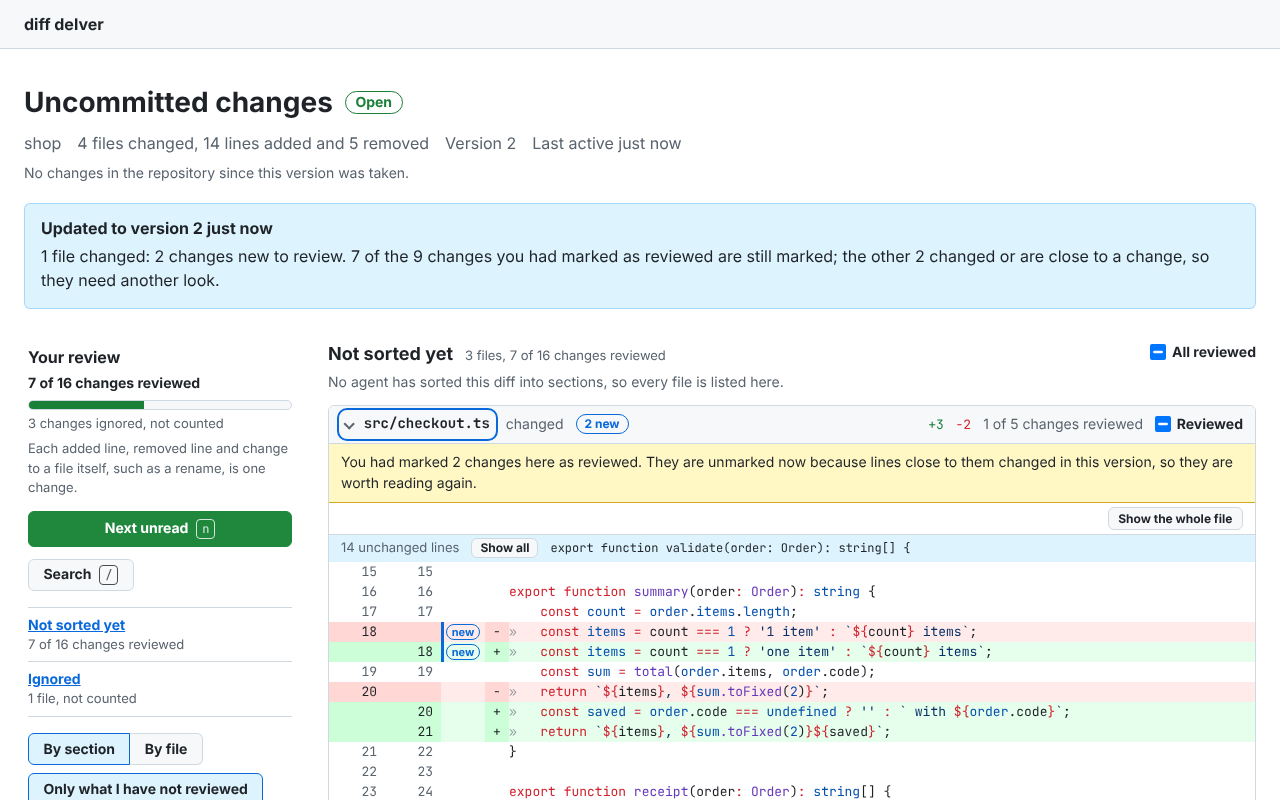 diff delver
Uncommitted changes Open
shop 4 files changed, 14 lines added and 5 removed Version 2 Last active just now
No changes in the repository since this version was taken.
Updated to version 2 just now
1 file changed: 2 changes new to review. 7 of the 9 changes you had marked as reviewed are still marked; the other 2 changed or are close to a change, so
they need another look.
Your review
7 of 16 changes reviewed
3 changes ignored, not counted
Each added line, removed line and change
to a file itself, such as a rename, is one
change.
Next unread n
Search /
Not sorted yet
7 of 16 changes reviewed
Ignored
1 file, not counted
By section By file
Only what I have not reviewed
Not sorted yet 3 files, 7 of 16 changes reviewed All reviewed
No agent has sorted this diff into sections, so every file is listed here.
src/checkout.ts changed 2 new +3 -2 1 of 5 changes reviewed Reviewed
You had marked 2 changes here as reviewed. They are unmarked now because lines close to them changed in this version, so they are
worth reading again.
Show the whole file
14 unchanged lines Show all export function validate(order: Order): string[] {
15 15
16 16 export function summary(order: Order): string {
17 17 const count = order.items.length;
18 new - » const items = count === 1 ? '1 item' : `${count} items`;
18 new + » const items = count === 1 ? 'one item' : `${count} items`;
19 19 const sum = total(order.items, order.code);
20 - » return `${items}, ${sum.toFixed(2)}`;
20 + » const saved = order.code === undefined ? '' : ` with ${order.code}`;
21 + » return `${items}, ${sum.toFixed(2)}${saved}`;
21 22 }
22 23
23 24 export function receipt(order: Order): string[] {